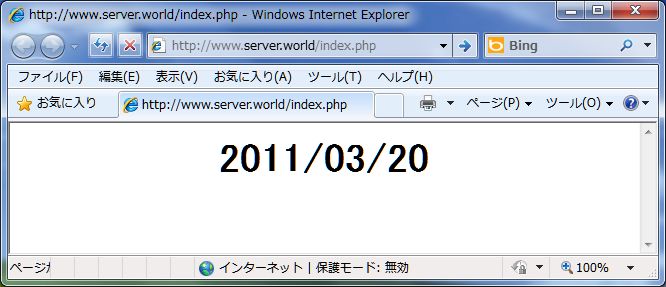 http://www.server.world/index.php - Windows Internet Explorer
http://www.server.world/index.php Bing
ファイル(F) 編集(E) 表示(V) お気に入り(A) ツール(T) ヘルプ(H)
お気に入り http://www.server.world/index.php ページ(P) ツール(O)
2011/03/20
インターネット | 保護モード: 無効 100%